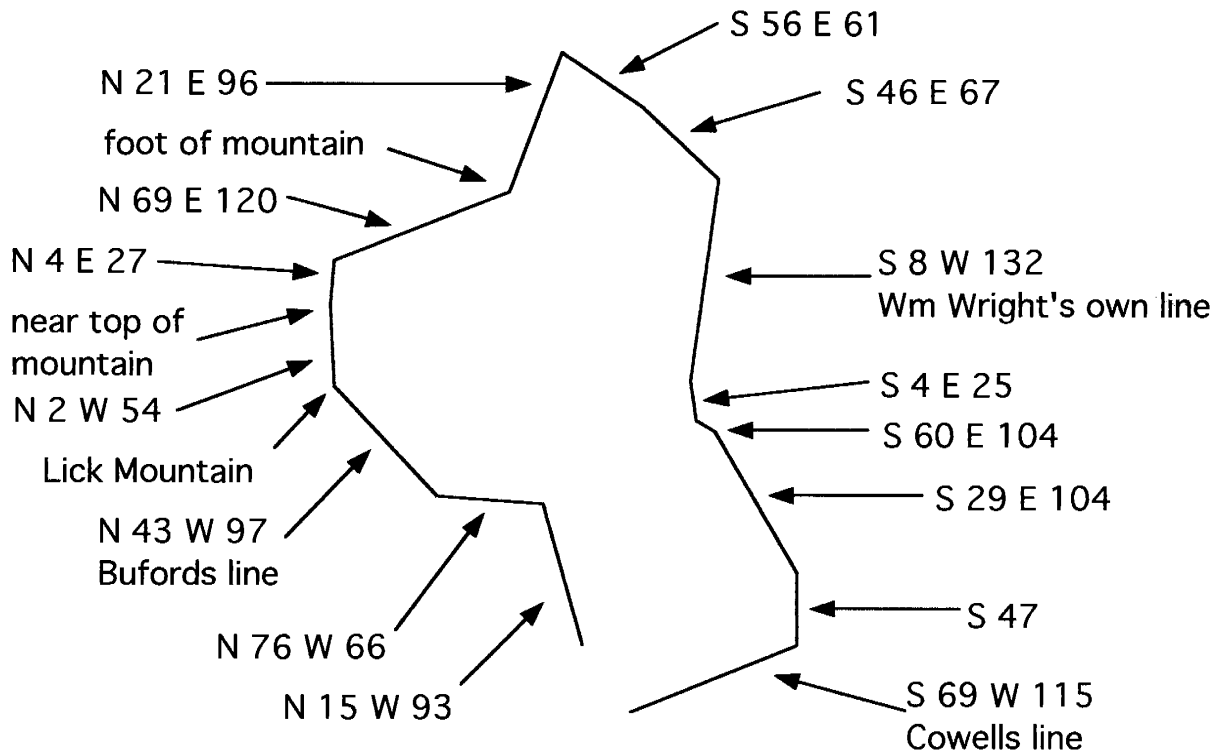 S 56 E 61
N 21 E 96
S 46 E 67
foot of mountain
N 69 E 120
N 4 E 27
S 8 W 132
Wm Wright's own line
near top of
mountain
S 4 E 25
N 2 W 54
S 60 E 104
Lick Mountain
S 29 E 104
N 43 W 97
Bufords line
S 47
N 76 W 66
N 15 W 93
S 69 W 115
Cowells line